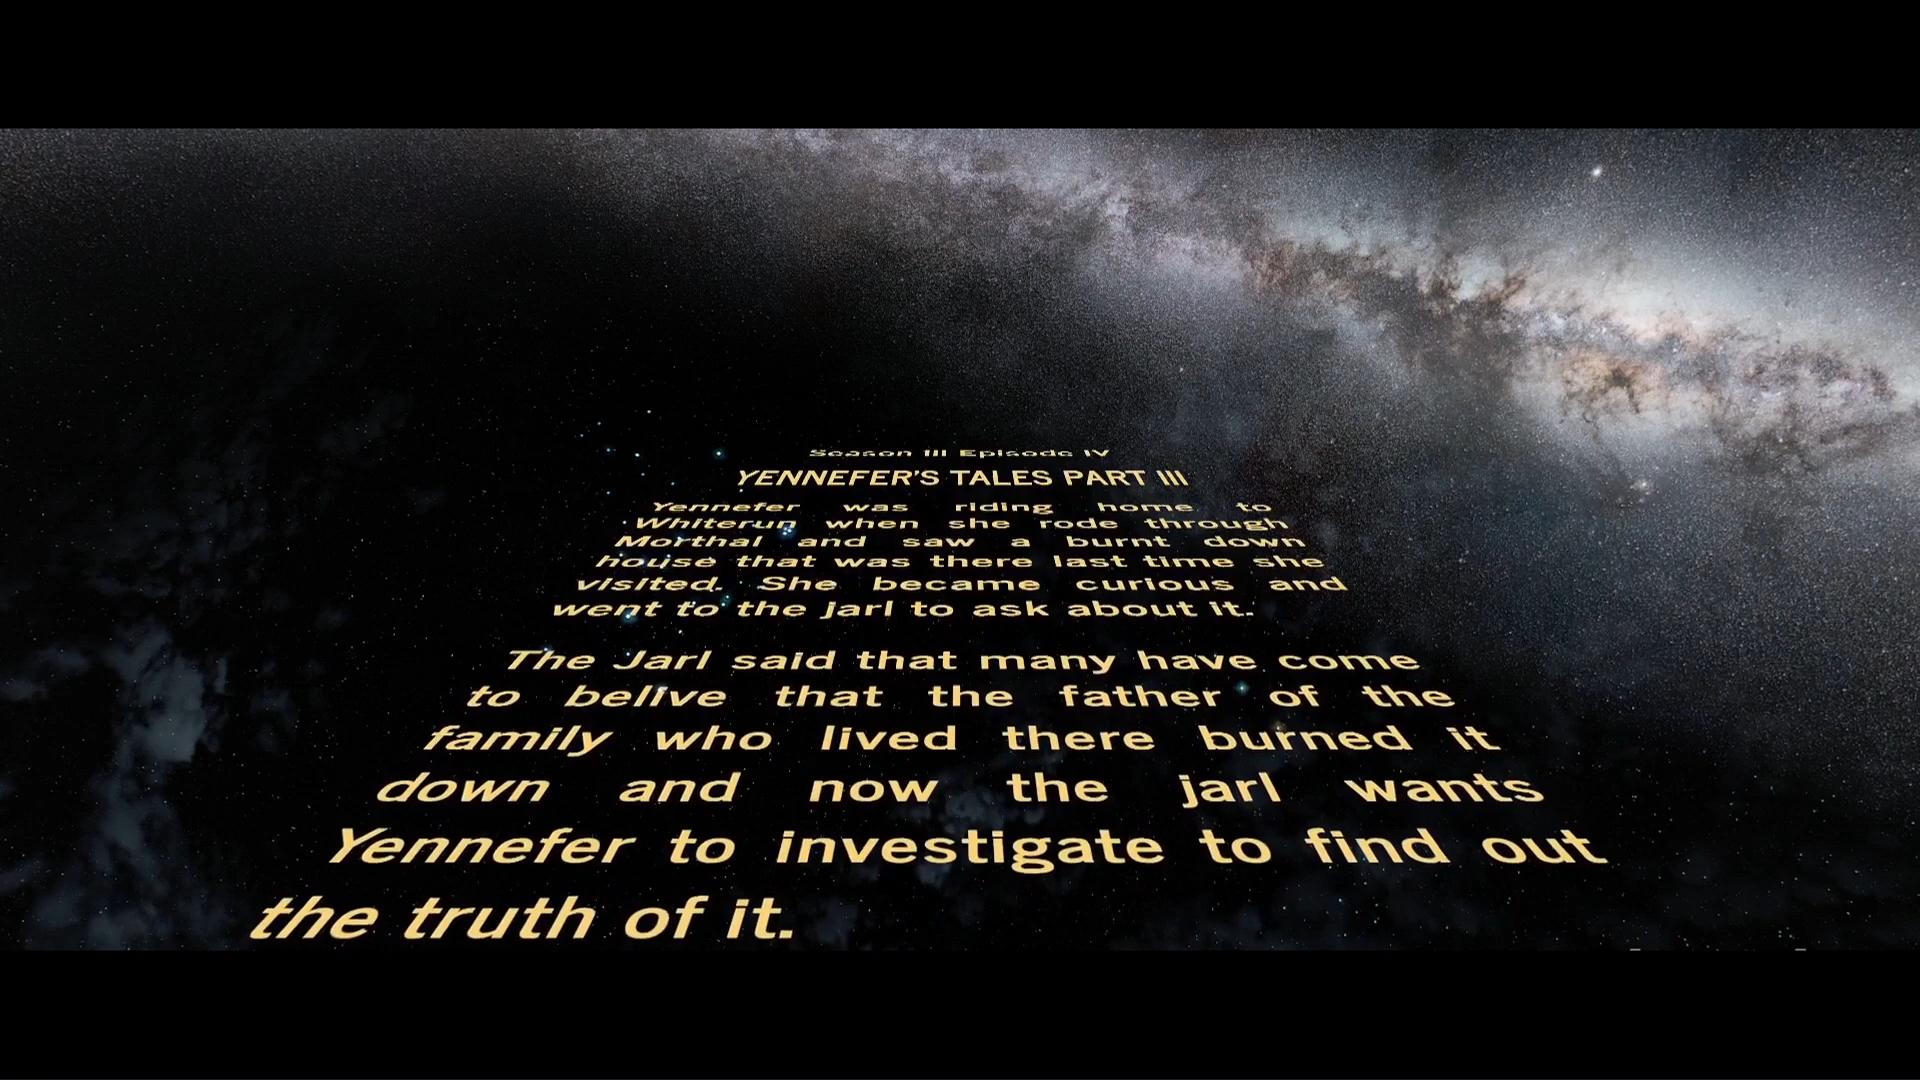 Season III Episode IV
YENNEFER'S TALES PART III
Yennefer was riding home to
Whiterun when she rode through
Morthal and saw a burnt down
house that was there last time she
visited. She became curious and
went to the jarl to ask about it.
The Jarl said that many have come
to belive that the father of the
family who lived there burned it
down and now the jarl wants
Yennefer to investigate to find out
the truth of it.